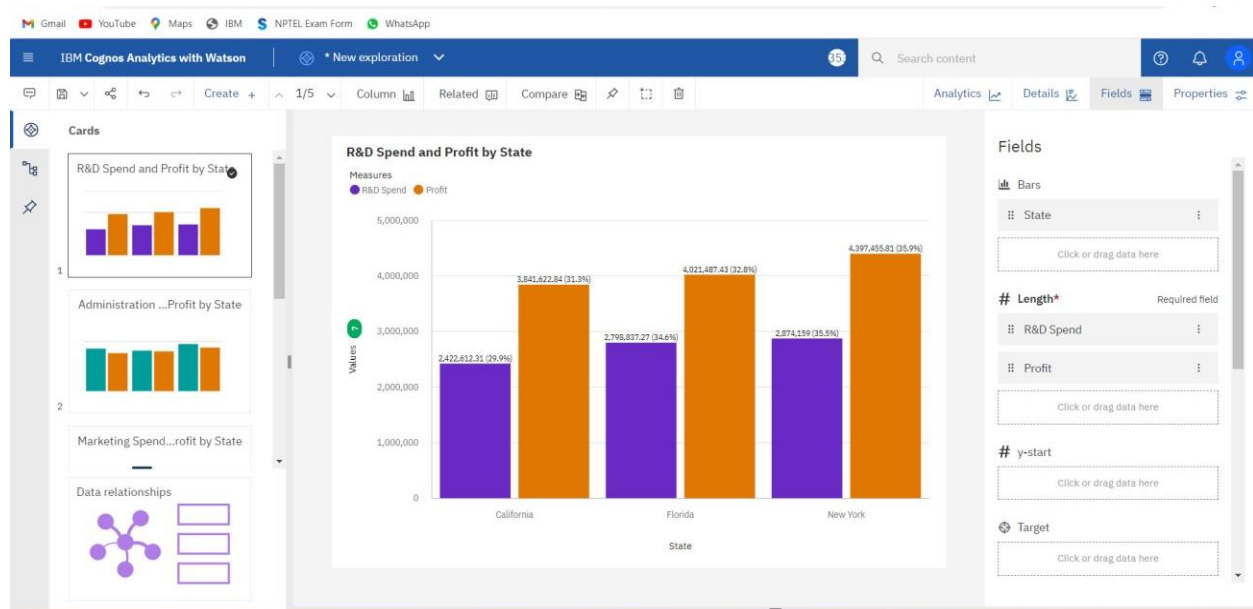 Gmail YouTube Maps IBM NPTEL Exam Form WhatsApp
IBM Cognos Analytics with Watson * New exploration Search content
Create + 1/5 Column Related Compare Analytics Details Fields Properties
Cards
R&D Spend and Profit by State
1
Administration ...Profit by State
2
Marketing Spend...rofit by State
Data relationships
R&D Spend and Profit by State
Measures
R&D Spend Profit
Values
5,000,000
4,000,000
3,000,000
2,000,000
1,000,000
0
2,422,612.31 (29.9%)
3,841,622.84 (31.3%)
2,798,837.27 (34.6%)
4,021,487.43 (32.8%)
2,874,159 (35.5%)
4,397,455.81 (35.9%)
California Florida New York
State
Fields
Bars
State
Click or drag data here
# Length* Required field
R&D Spend
Profit
Click or drag data here
# y-start
Click or drag data here
Target
Click or drag data here